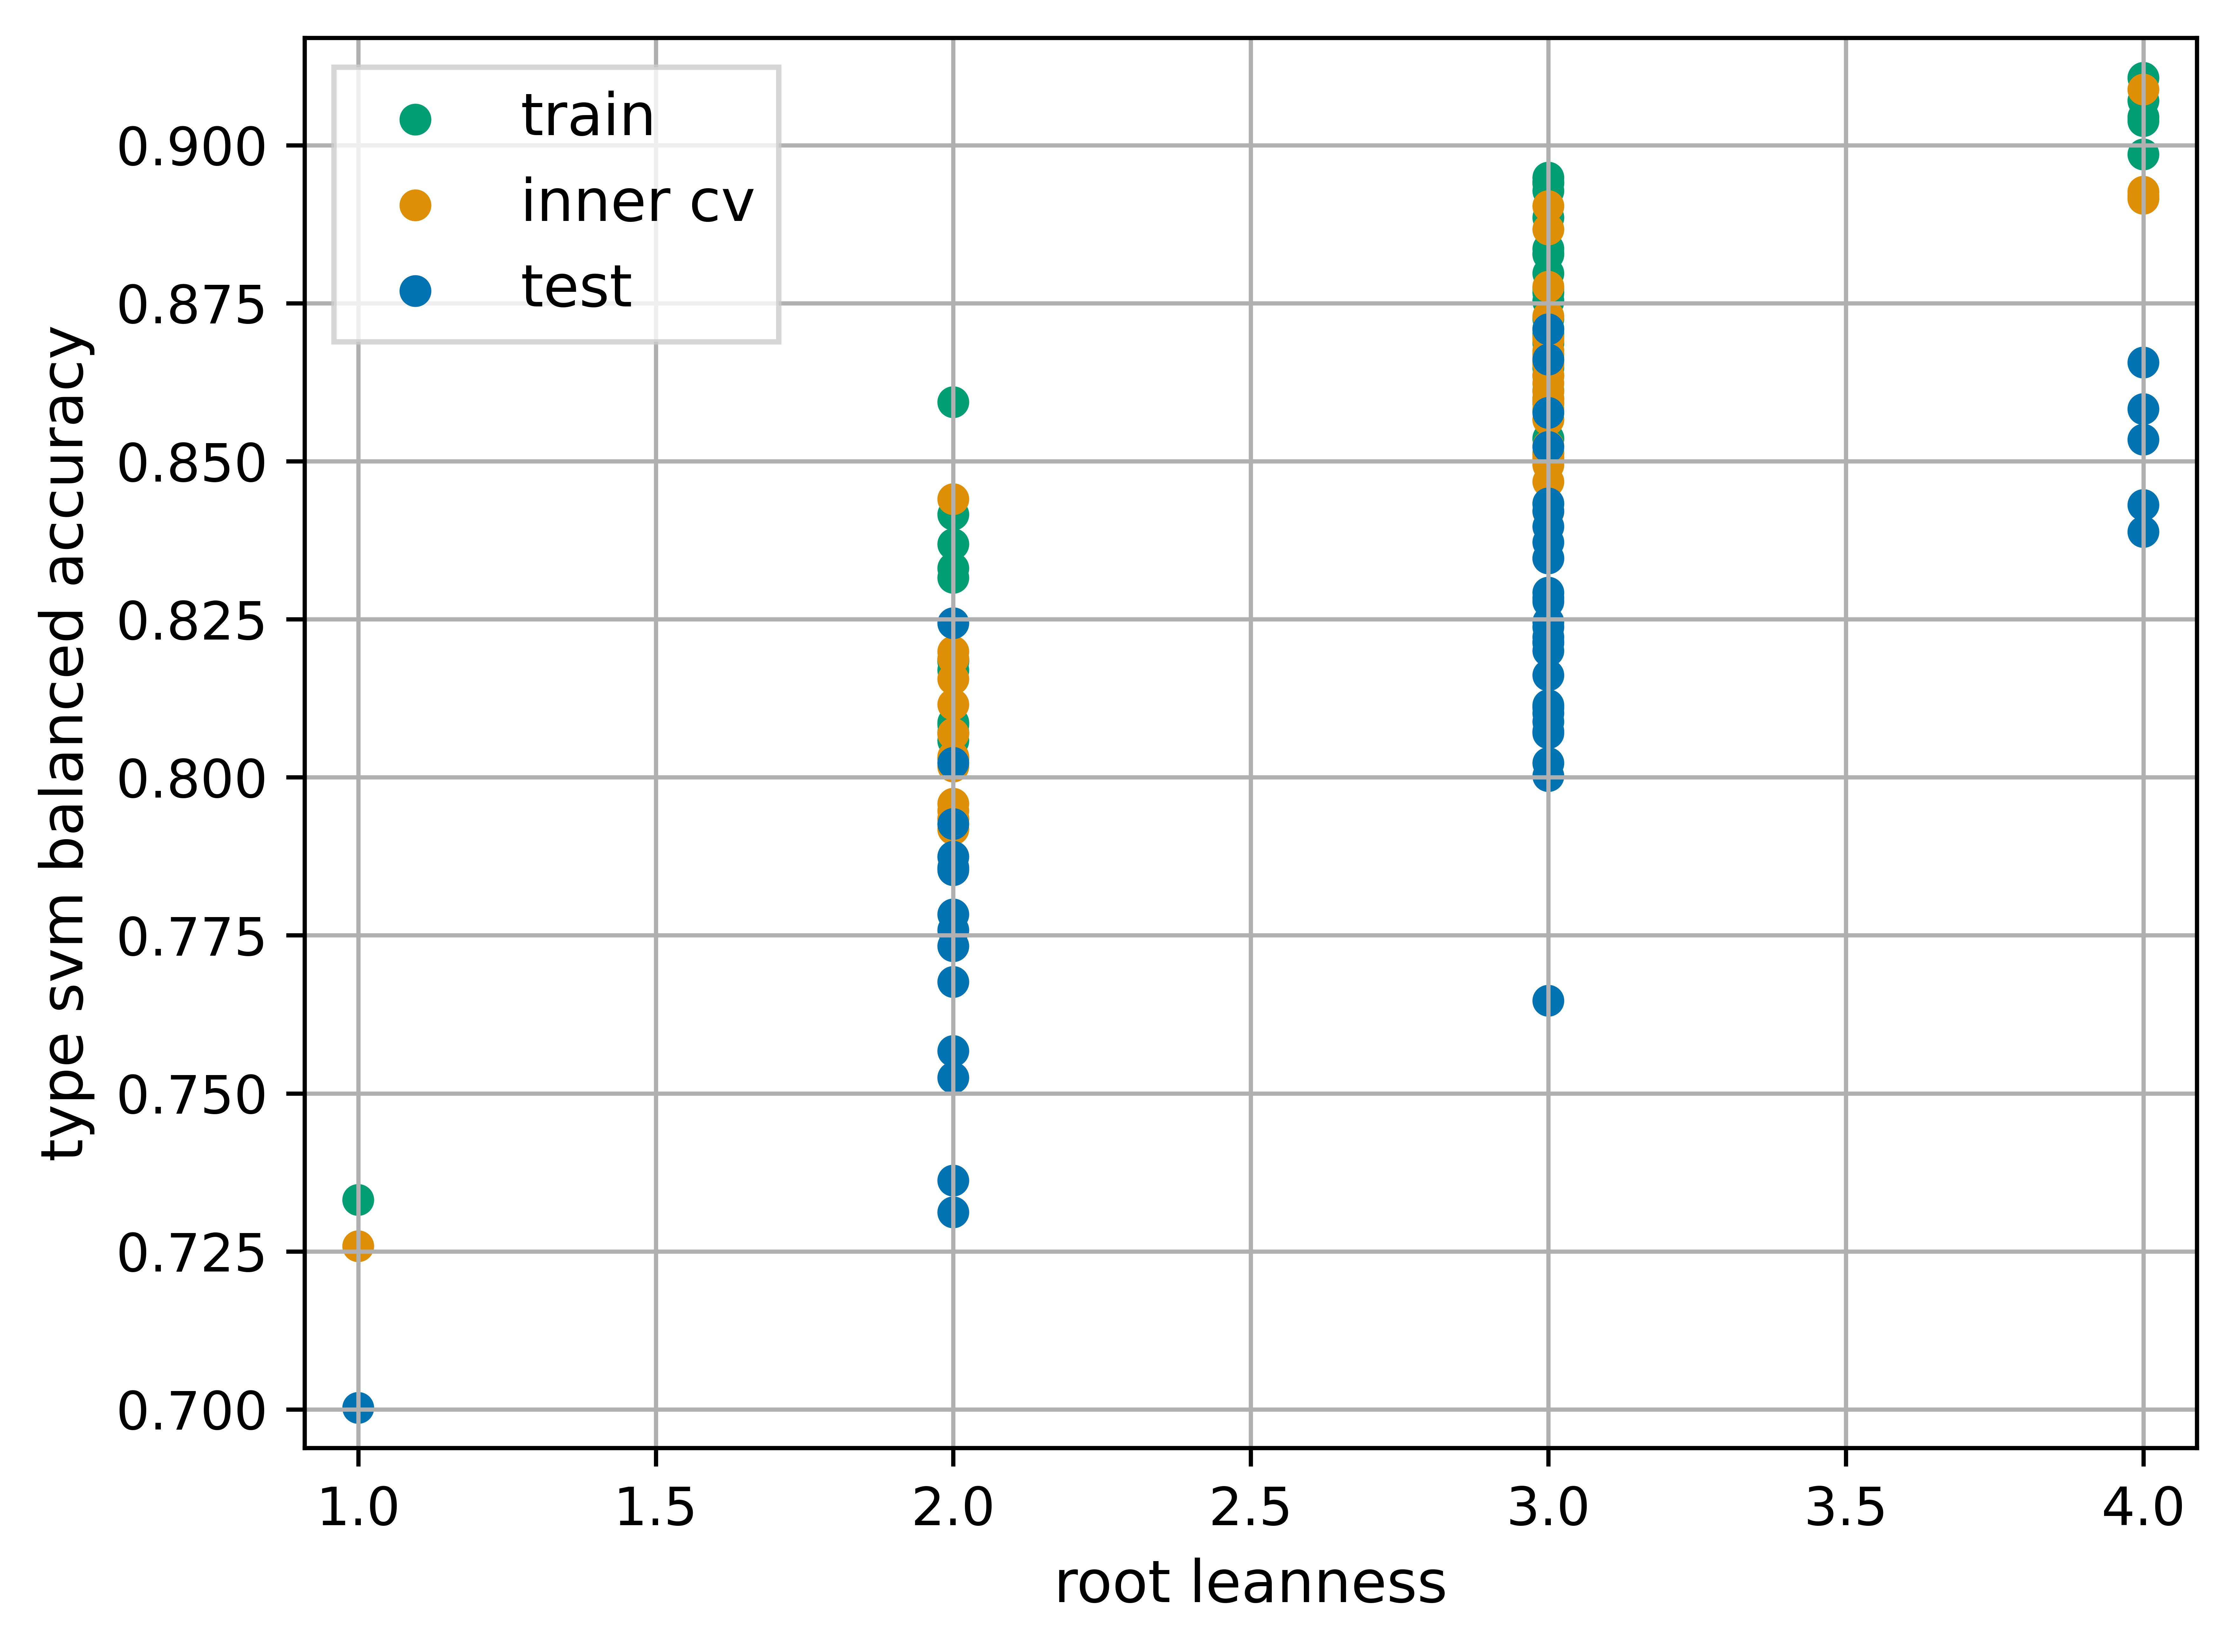 train
inner cv
test
0.900
0.875
0.850
0.825
0.800
0.775
0.750
0.725
0.700
type svm balanced accuracy
1.0 1.5 2.0 2.5 3.0 3.5 4.0
root leanness